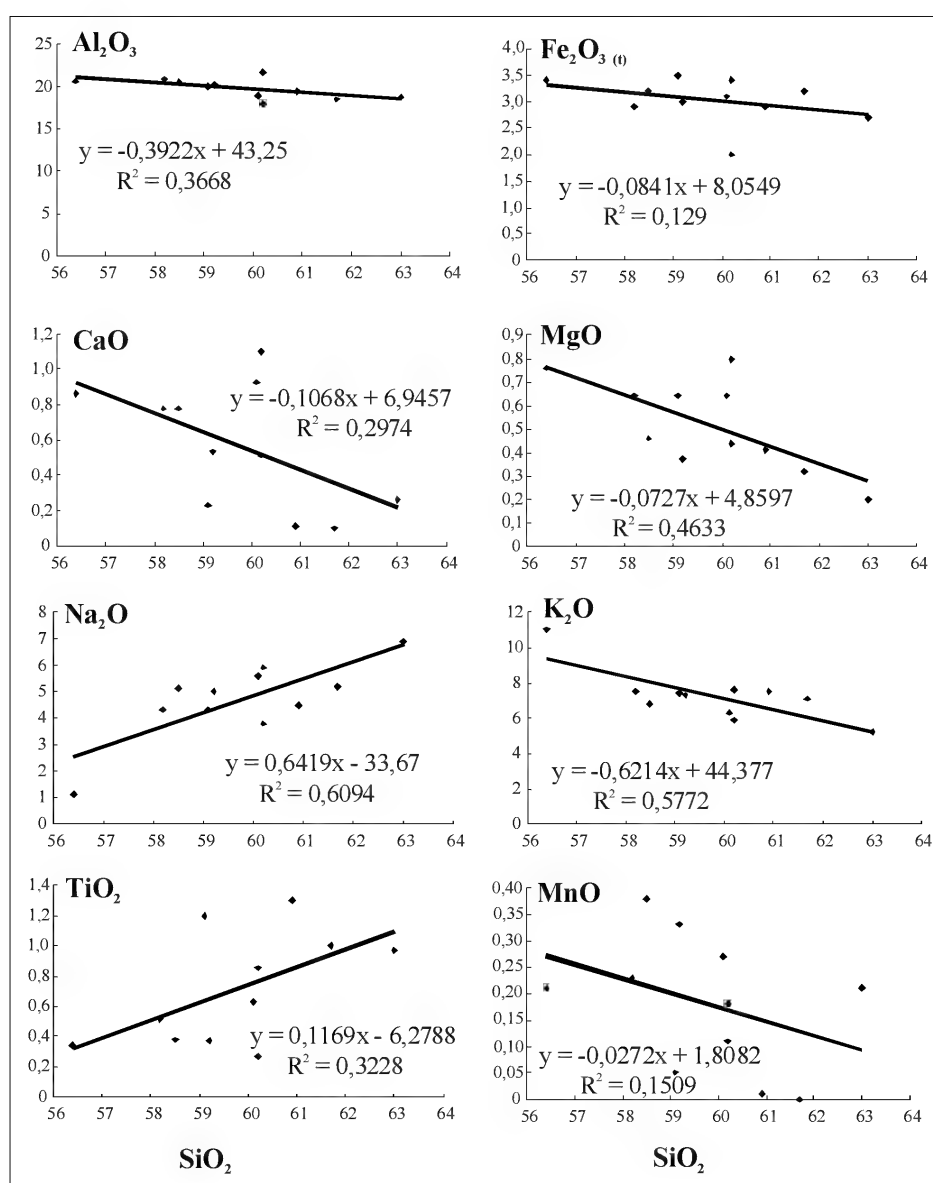 Al₂O₃
25
20
15
10
5
0
y = -0,3922x + 43,25
R² = 0,3668
56 57 58 59 60 61 62 63 64
Fe₂O₃ (t)
4,0
3,5
3,0
2,5
2,0
1,5
1,0
0,5
0,0
y = -0,0841x + 8,0549
R² = 0,129
56 57 58 59 60 61 62 63 64
CaO
1,2
1,0
0,8
0,6
0,4
0,2
0
y = -0,1068x + 6,9457
R² = 0,2974
56 57 58 59 60 61 62 63 64
MgO
0,9
0,8
0,7
0,6
0,5
0,4
0,3
0,2
0,1
0
y = -0,0727x + 4,8597
R² = 0,4633
56 57 58 59 60 61 62 63 64
Na₂O
8
7
6
5
4
3
2
1
0
y = 0,6419x - 33,67
R² = 0,6094
56 57 58 59 60 61 62 63 64
K₂O
12
10
8
6
4
2
0
y = -0,6214x + 44,377
R² = 0,5772
56 57 58 59 60 61 62 63 64
TiO₂
1,4
1,2
1,0
0,8
0,6
0,4
0,2
0
y = 0,1169x - 6,2788
R² = 0,3228
56 57 58 59 60 61 62 63 64
SiO₂
MnO
0,40
0,35
0,30
0,25
0,20
0,15
0,10
0,05
0
y = -0,0272x + 1,8082
R² = 0,1509
56 57 58 59 60 61 62 63 64
SiO₂